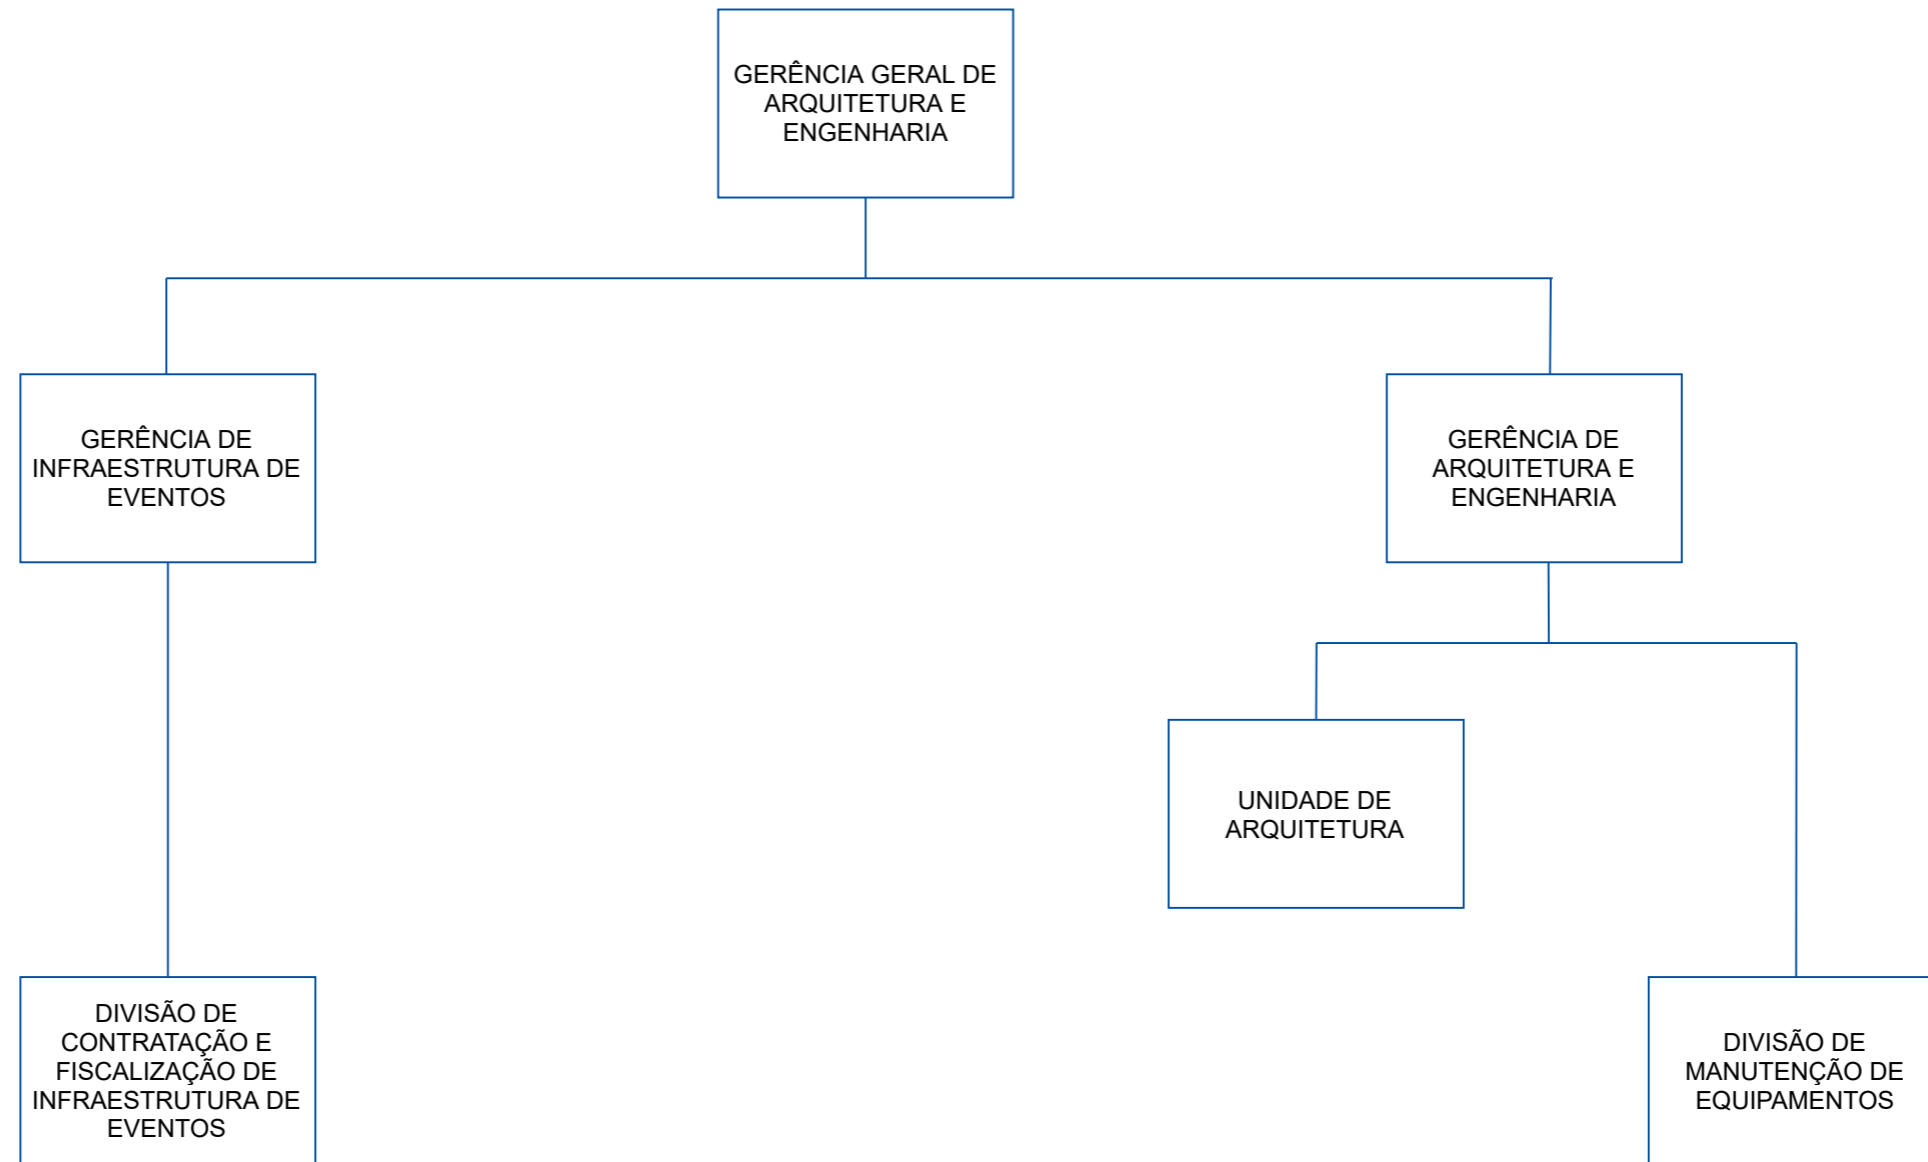 GERÊNCIA GERAL DE
ARQUITETURA E
ENGENHARIA
GERÊNCIA DE
INFRAESTRUTURA DE
EVENTOS
GERÊNCIA DE
ARQUITETURA E
ENGENHARIA
UNIDADE DE
ARQUITETURA
DIVISÃO DE
CONTRATAÇÃO E
FISCALIZAÇÃO DE
INFRAESTRUTURA DE
EVENTOS
DIVISÃO DE
MANUTENÇÃO DE
EQUIPAMENTOS